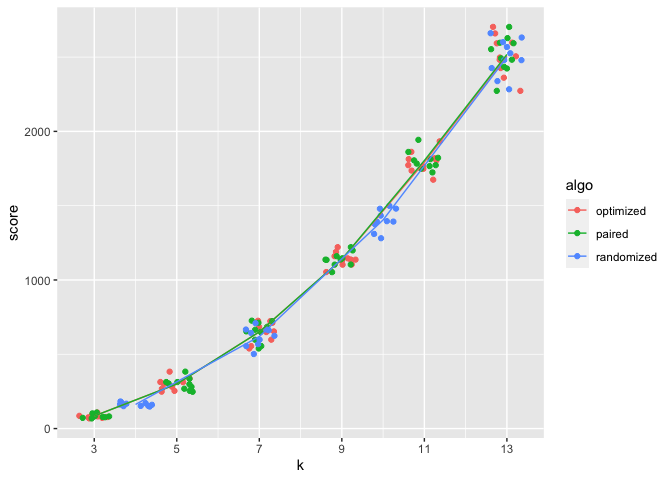 score
2000
1000
0
3
5
7
9
11
13
k
algo
optimized
paired
randomized